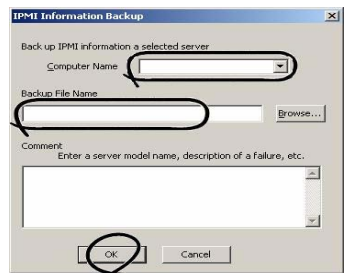 IPMI Information Backup
Back up IPMI information a selected server
Computer Name
Backup File Name
Browse...
Comment
Enter a server model name, description of a failure, etc.
OK
Cancel